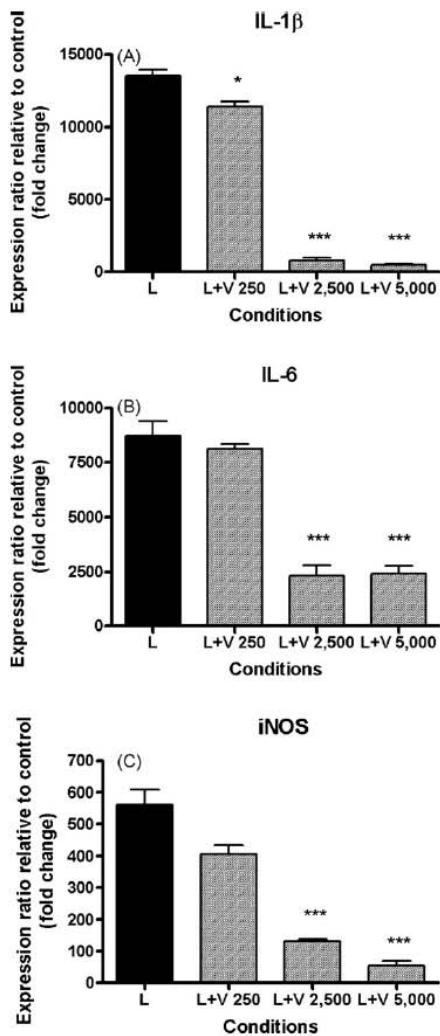 IL-1β
Expression ratio relative to control
(fold change)
(A)
15000
10000
5000
0
*
***
***
L
L+V 250
L+V 2,500
L+V 5,000
Conditions
IL-6
Expression ratio relative to control
(fold change)
(B)
10000
7500
5000
2500
0
***
***
L
L+V 250
L+V 2,500
L+V 5,000
Conditions
iNOS
Expression ratio relative to control
(fold change)
(C)
700
600
500
400
300
200
100
0
***
***
L
L+V 250
L+V 2,500
L+V 5,000
Conditions